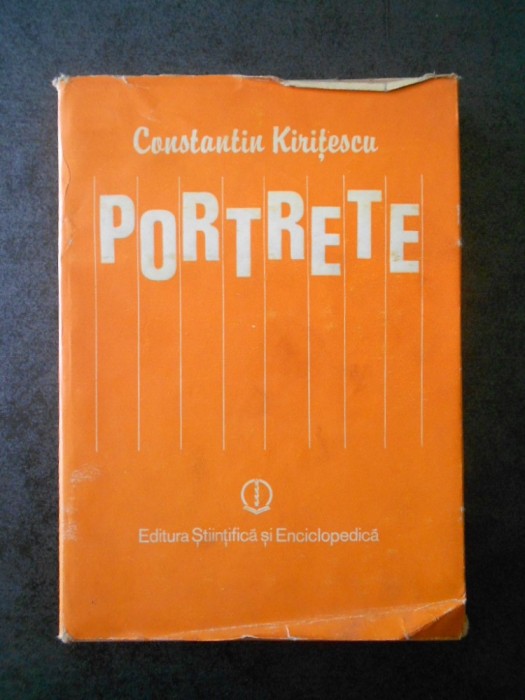 Constantin Kirițescu
PORTRETE
Editura Științifică și Enciclopedică